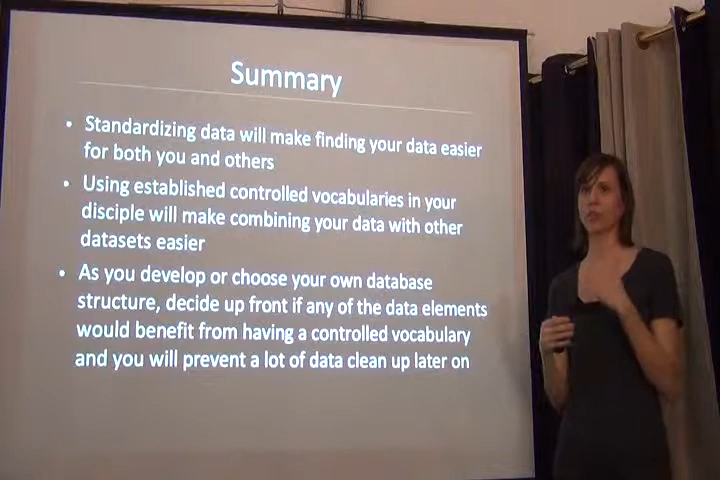 Summary
• Standardizing data will make finding your data easier
for both you and others
• Using established controlled vocabularies in your
disciple will make combining your data with other
datasets easier
• As you develop or choose your own database
structure, decide up front if any of the data elements
would benefit from having a controlled vocabulary
and you will prevent a lot of data clean up later on